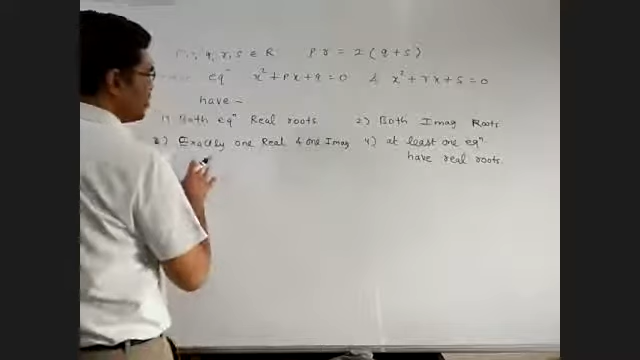 p, q, r, s ∈ R p.r = 2(q+s)
eqⁿ x²+px+q=0 & x²+rx+s=0
have –
1) Both eqⁿ Real roots 2) Both Imag Roots
3) Exactly one Real & one Imag 4) at least one eqⁿ
have real roots.